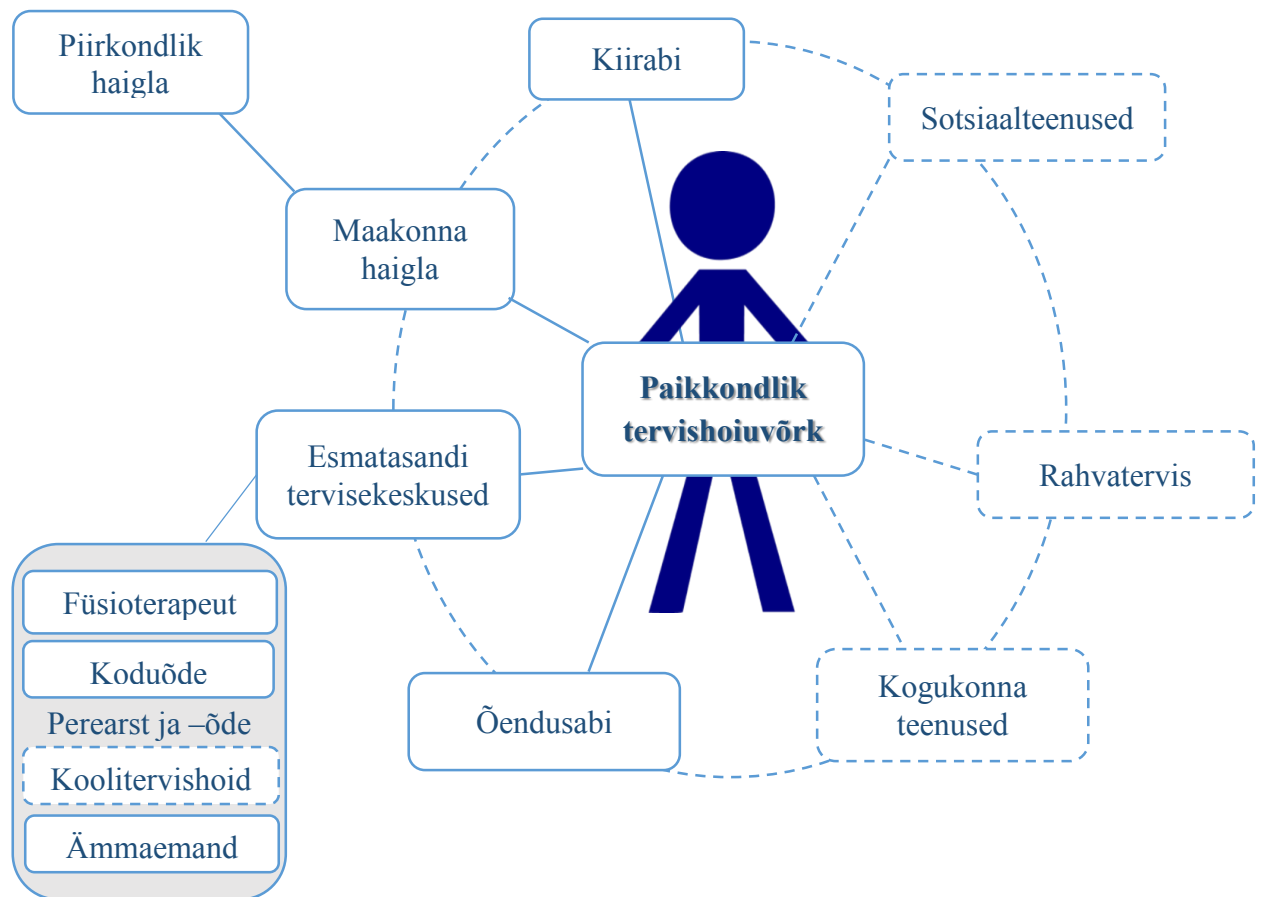 Piirkondlik
haigla
Kiirabi
Sotsiaalteenused
Maakonna
haigla
Paikkondlik
tervishoiuvõrk
Esmatasandi
tervisekeskused
Rahvatervis
Füsioterapeut
Koduõde
Perearst ja –õde
Koolitervishoid
Ämmaemand
Õendusabi
Kogukonna
teenused